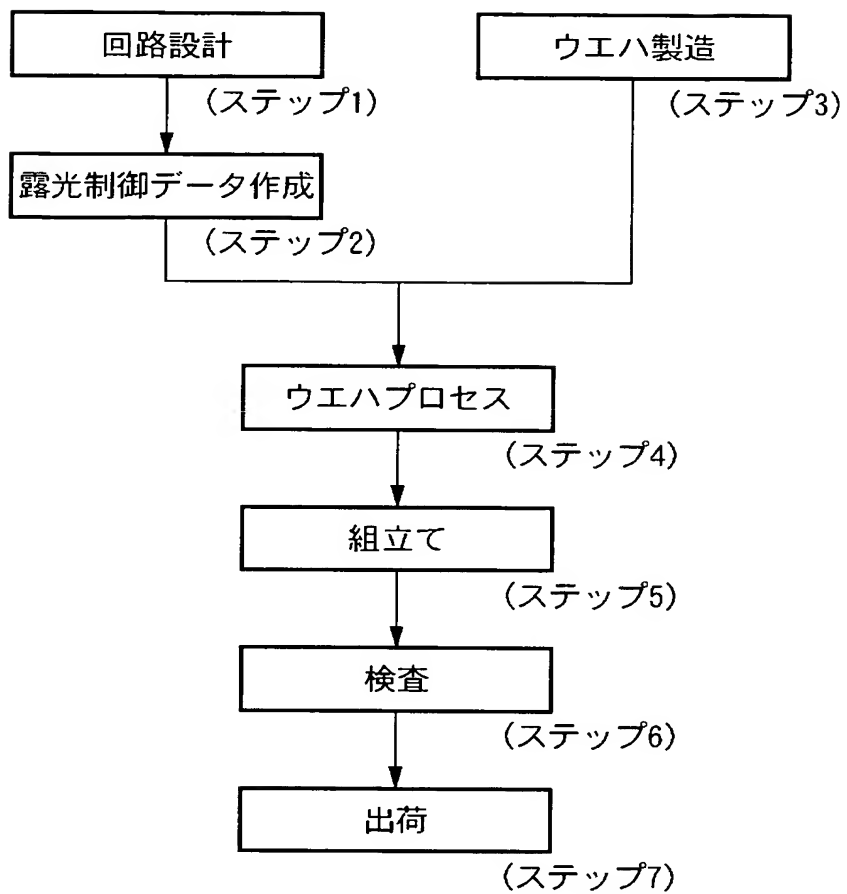 回路設計
(ステップ1)
ウエハ製造
(ステップ3)
露光制御データ作成
(ステップ2)
ウエハプロセス
(ステップ4)
組立て
(ステップ5)
検査
(ステップ6)
出荷
(ステップ7)